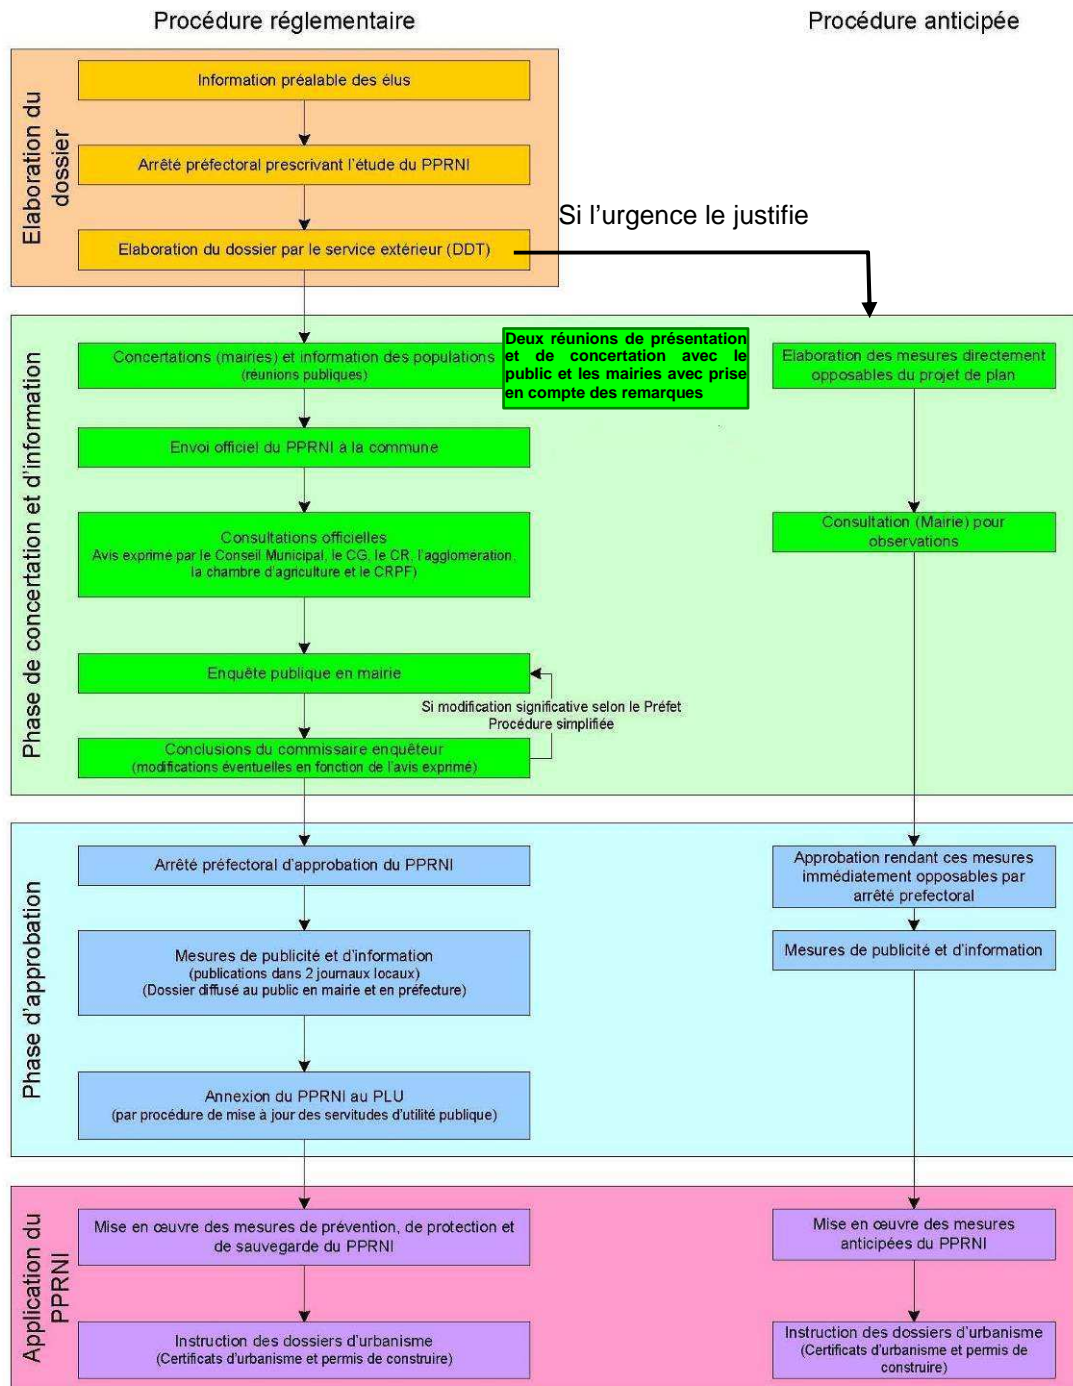 Procédure réglementaire
Procédure anticipée
Elaboration du
dossier
Information préalable des élus
Arrêté préfectoral prescrivant l'étude du PPRNI
Elaboration du dossier par le service extérieur (DDT)
Si l'urgence le justifie
Phase de concertation et d'information
Concertations (mairies) et information des populations
(réunions publiques)
Deux réunions de présentation
et de concertation avec le
public et les mairies avec prise
en compte des remarques
Elaboration des mesures directement
opposables du projet de plan
Envoi officiel du PPRNI à la commune
Consultations officielles
Avis exprimé par le Conseil Municipal, le CG, le CR, l'agglomération,
la chambre d'agriculture et le CRPF)
Consultation (Mairie) pour
observations
Enquête publique en mairie
Si modification significative selon le Préfet
Procédure simplifiée
Conclusions du commissaire enquêteur
(modifications éventuelles en fonction de l'avis exprimé)
Phase d'approbation
Arrêté préfectoral d'approbation du PPRNI
Approbation rendant ces mesures
immédiatement opposables par
arrêté prefectoral
Mesures de publicité et d'information
(publications dans 2 journaux locaux)
(Dossier diffusé au public en mairie et en préfecture)
Mesures de publicité et d'information
Annexion du PPRNI au PLU
(par procédure de mise à jour des servitudes d'utilité publique)
Application du
PPRNI
Mise en œuvre des mesures de prévention, de protection et
de sauvegarde du PPRNI
Mise en œuvre des mesures
anticipées du PPRNI
Instruction des dossiers d'urbanisme
(Certificats d'urbanisme et permis de construire)
Instruction des dossiers d'urbanisme
(Certificats d'urbanisme et permis de
construire)